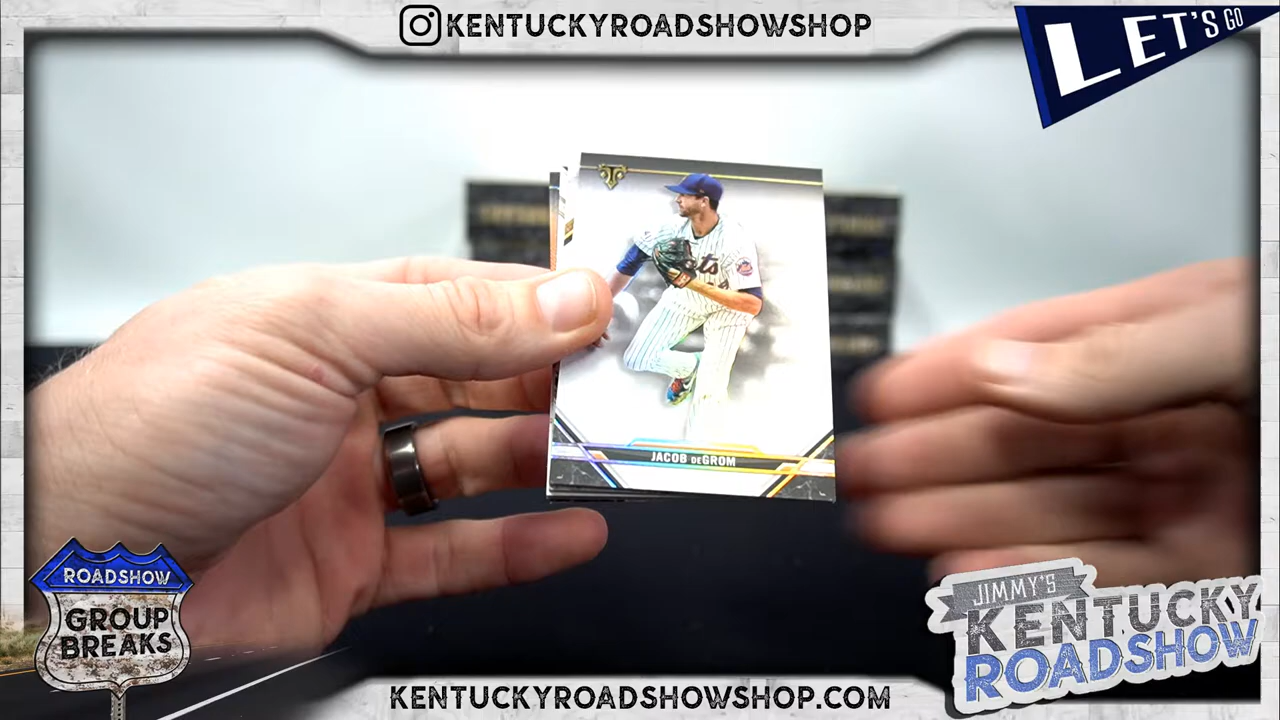 KENTUCKYROADSHOWSHOP
LET'S GO
JACOB deGROM
ROADSHOW
GROUP
BREAKS
JIMMY'S
KENTUCKY
ROADSHOW
KENTUCKYROADSHOWSHOP.COM